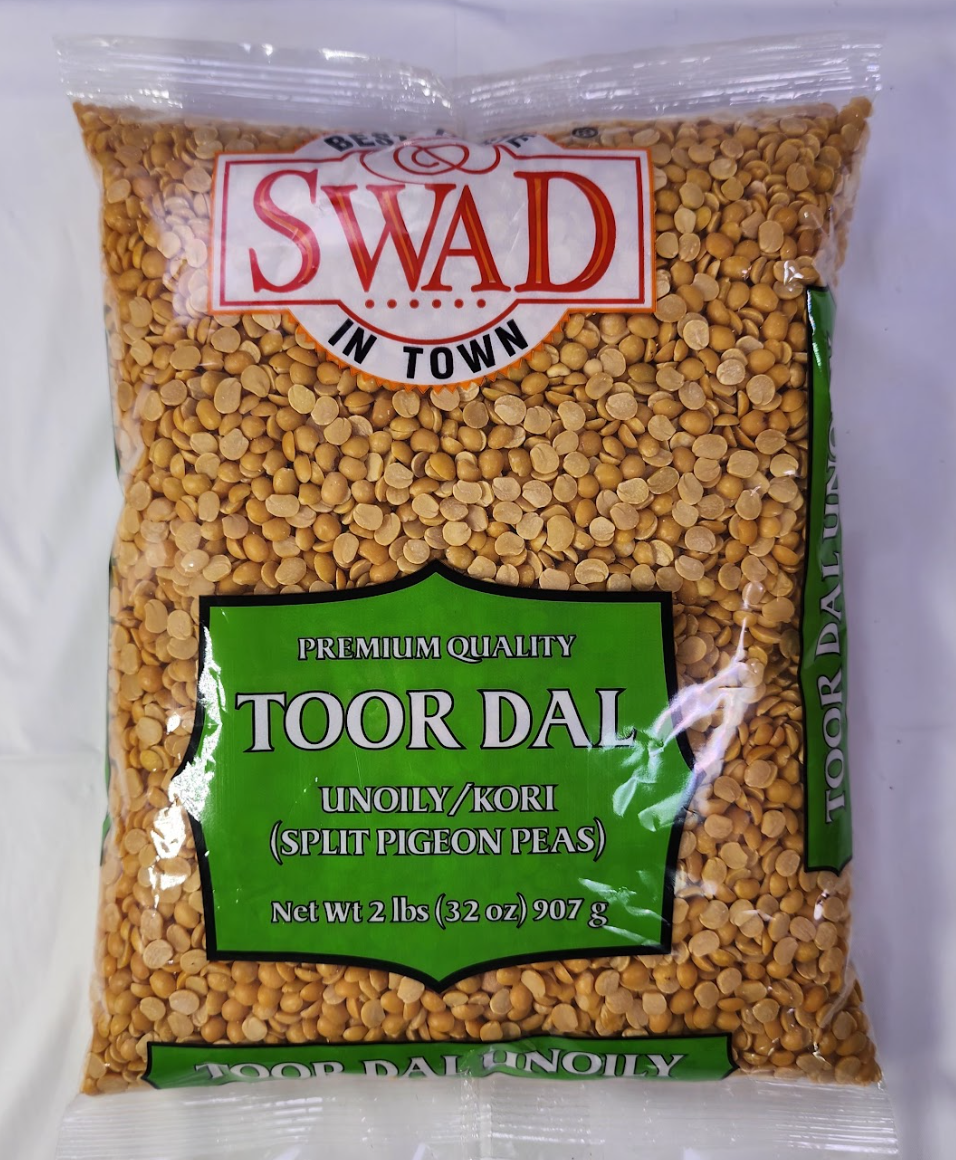 BEST
®
SWAD
IN TOWN
PREMIUM QUALITY
TOOR DAL
UNOILY/KORI
(SPLIT PIGEON PEAS)
Net Wt 2 lbs (32 oz) 907 g
TOOR DAL UNOILY
TOOR DAL UNOILY